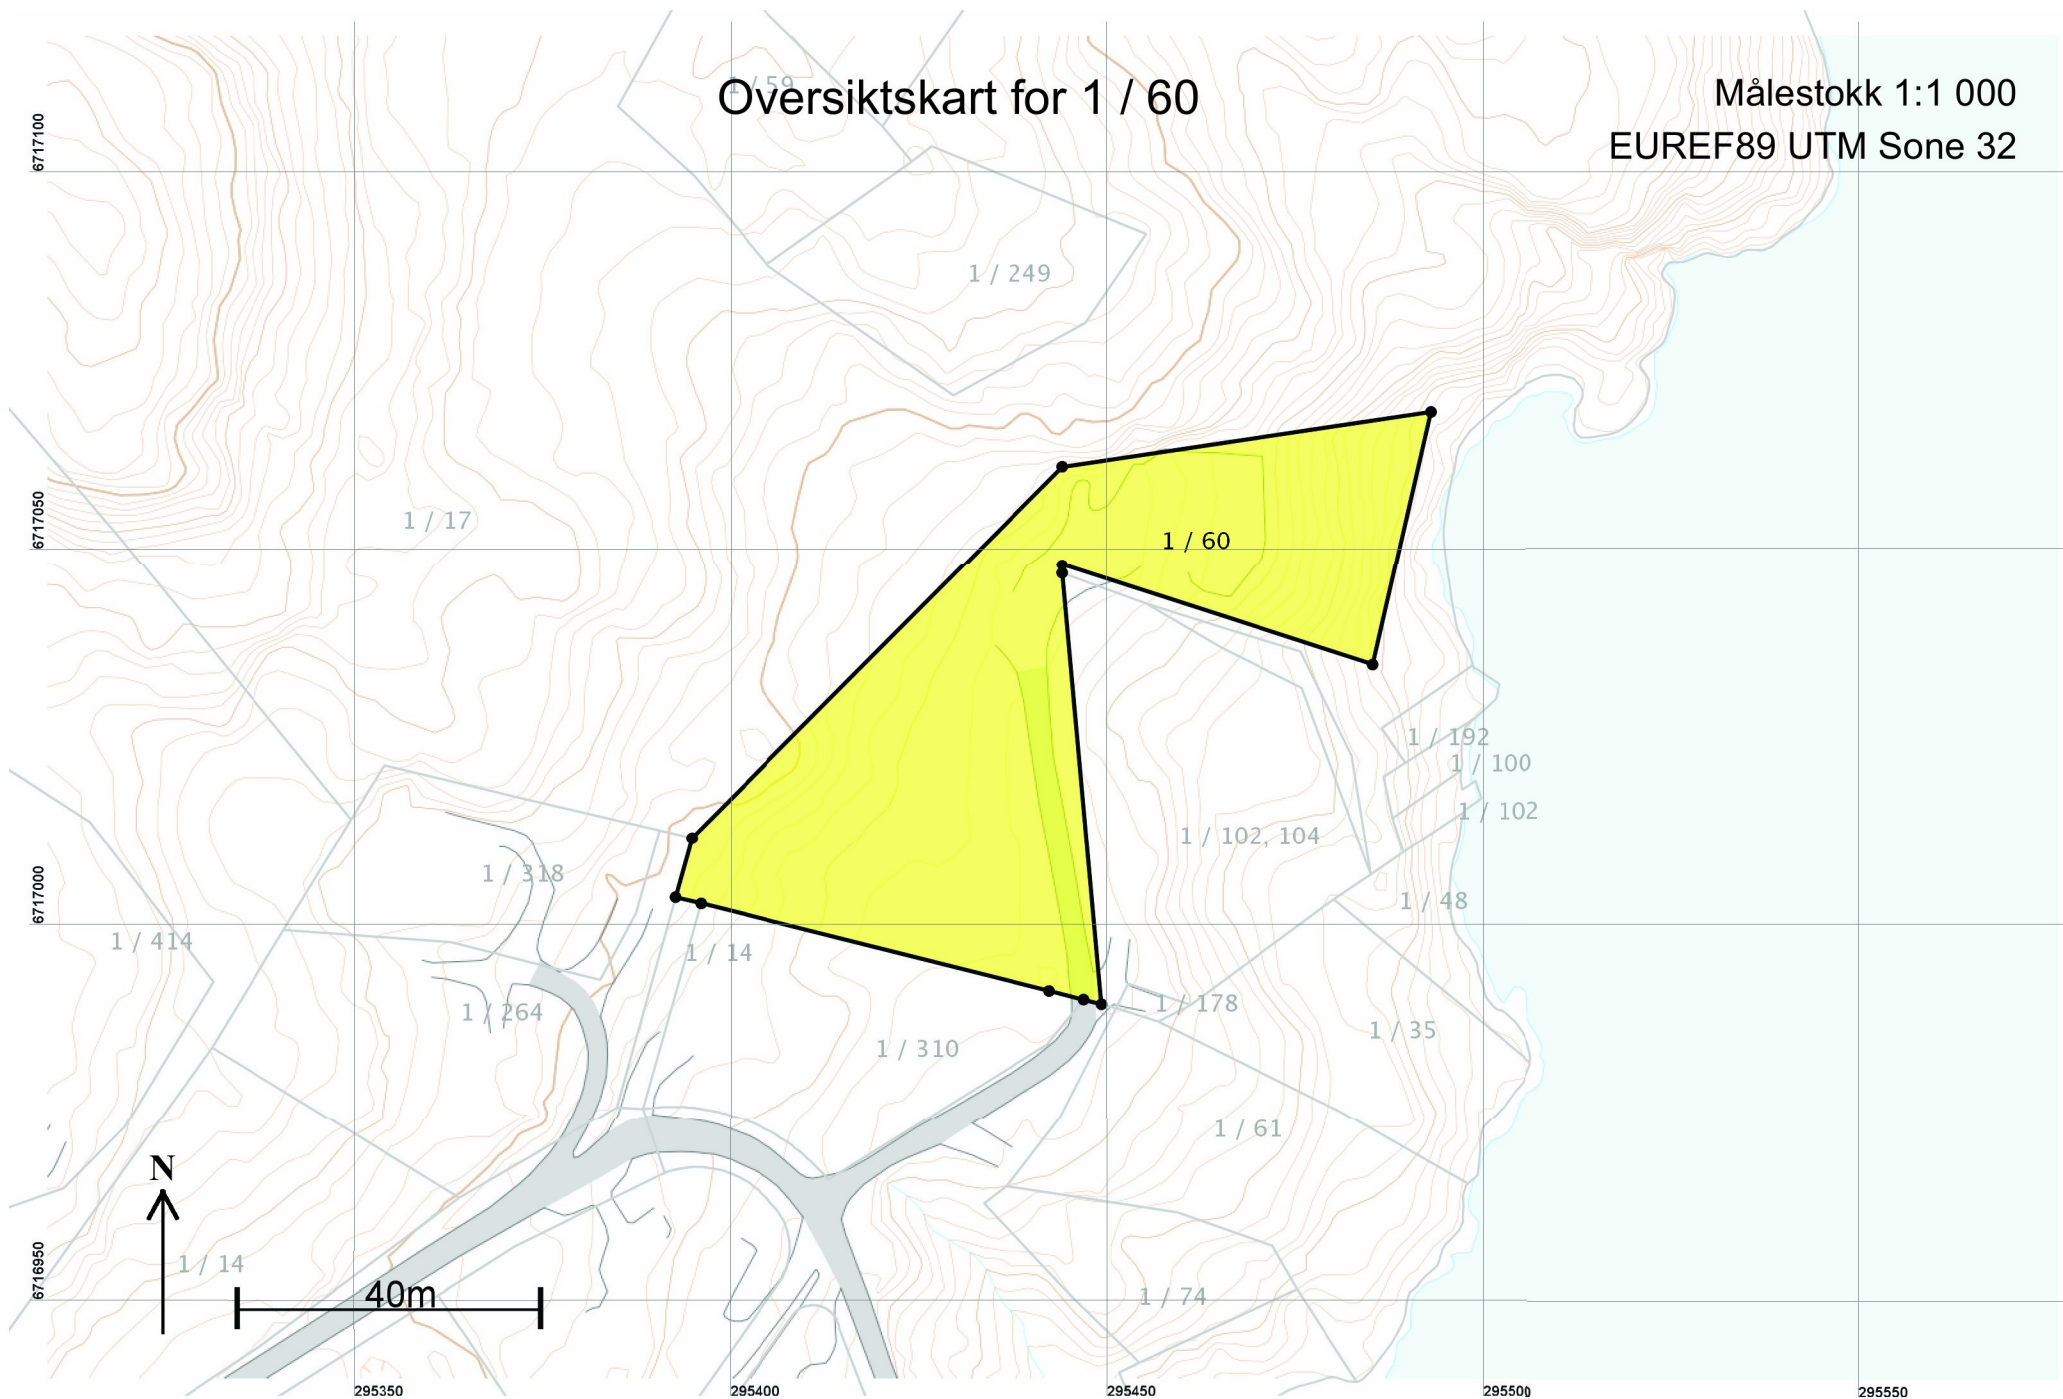 1 / 59
Oversiktskart for 1 / 60
Målestokk 1:1 000
EUREF89 UTM Sone 32
6717100
1 / 249
6717050
1 / 17
1 / 60
1 / 192
1 / 100
1 / 102
1 / 102, 104
6717000
1 / 318
1 / 48
1 / 414
1 / 14
1 / 178
1 / 264
1 / 35
1 / 310
1 / 61
N
6716950
1 / 14
40m
1 / 74
295350
295400
295450
295500
295550